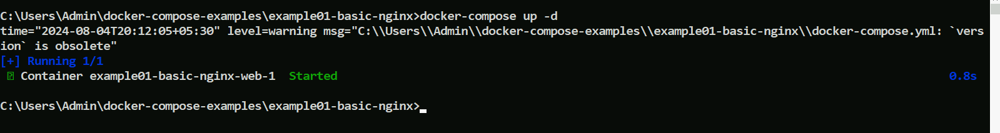 C:\Users\Admin\docker-compose-examples\example01-basic-nginx>docker-compose up -d
time="2024-08-04T20:12:05+05:30" level=warning msg="C:\\Users\\Admin\\docker-compose-examples\\example01-basic-nginx\\docker-compose.yml: `vers
ion` is obsolete"
[+] Running 1/1
Container example01-basic-nginx-web-1  Started 0.8s
C:\Users\Admin\docker-compose-examples\example01-basic-nginx>